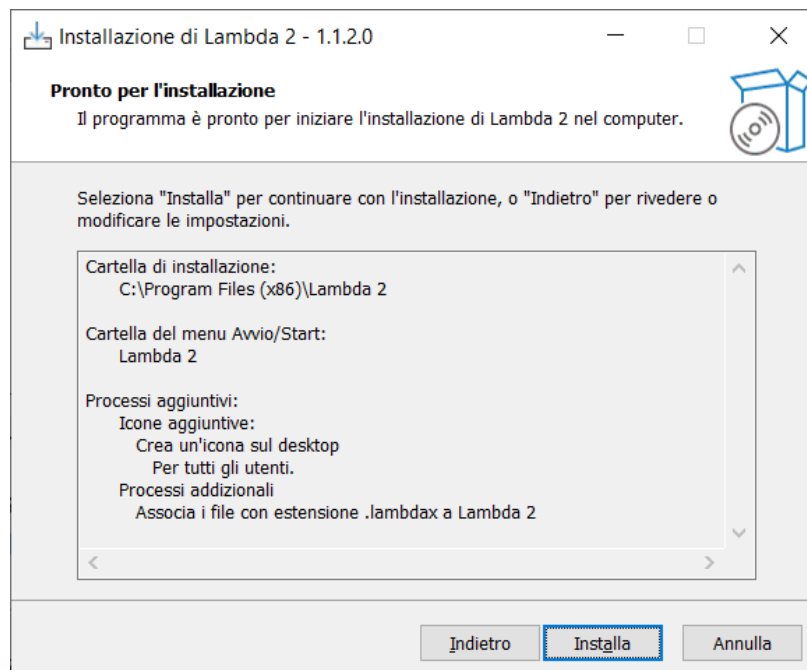 Installazione di Lambda 2 - 1.1.2.0
Pronto per l'installazione
Il programma è pronto per iniziare l'installazione di Lambda 2 nel computer.
Seleziona "Installa" per continuare con l'installazione, o "Indietro" per rivedere o
modificare le impostazioni.
Cartella di installazione:
C:\Program Files (x86)\Lambda 2
Cartella del menu Avvio/Start:
Lambda 2
Processi aggiuntivi:
Icone aggiuntive:
Crea un'icona sul desktop
Per tutti gli utenti.
Processi addizionali
Associa i file con estensione .lambdax a Lambda 2
Indietro
Installa
Annulla